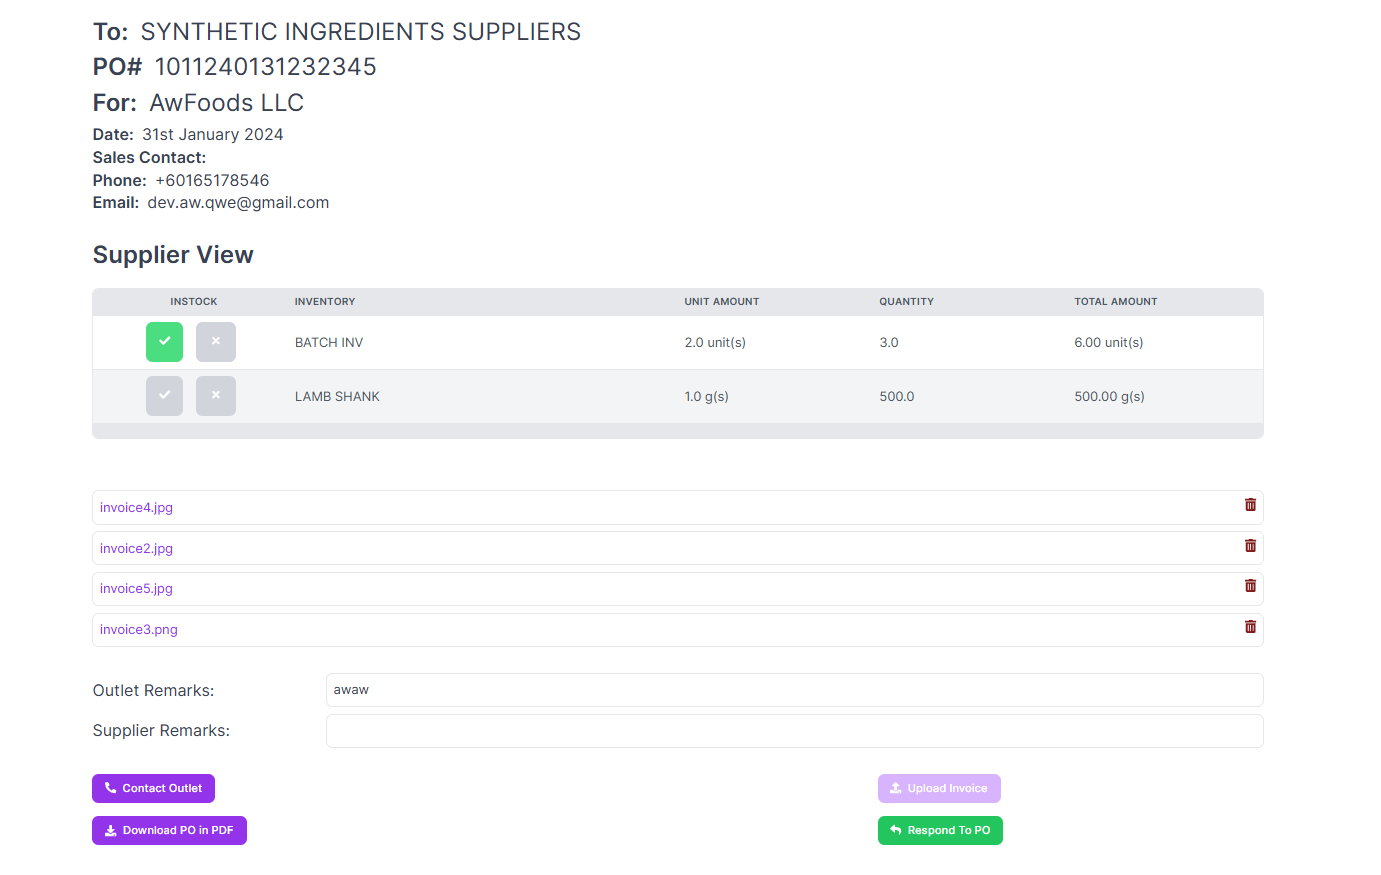 To: SYNTHETIC INGREDIENTS SUPPLIERS
PO# 1011240131232345
For: AwFoods LLC
Date: 31st January 2024
Sales Contact:
Phone: +60165178546
Email: dev.aw.qwe@gmail.com
Supplier View
INSTOCK INVENTORY UNIT AMOUNT QUANTITY TOTAL AMOUNT
BATCH INV 2.0 unit(s) 3.0 6.00 unit(s)
LAMB SHANK 1.0 g(s) 500.0 500.00 g(s)
invoice4.jpg
invoice2.jpg
invoice5.jpg
invoice3.png
Outlet Remarks: awaw
Supplier Remarks:
Contact Outlet Upload Invoice
Download PO in PDF Respond To PO